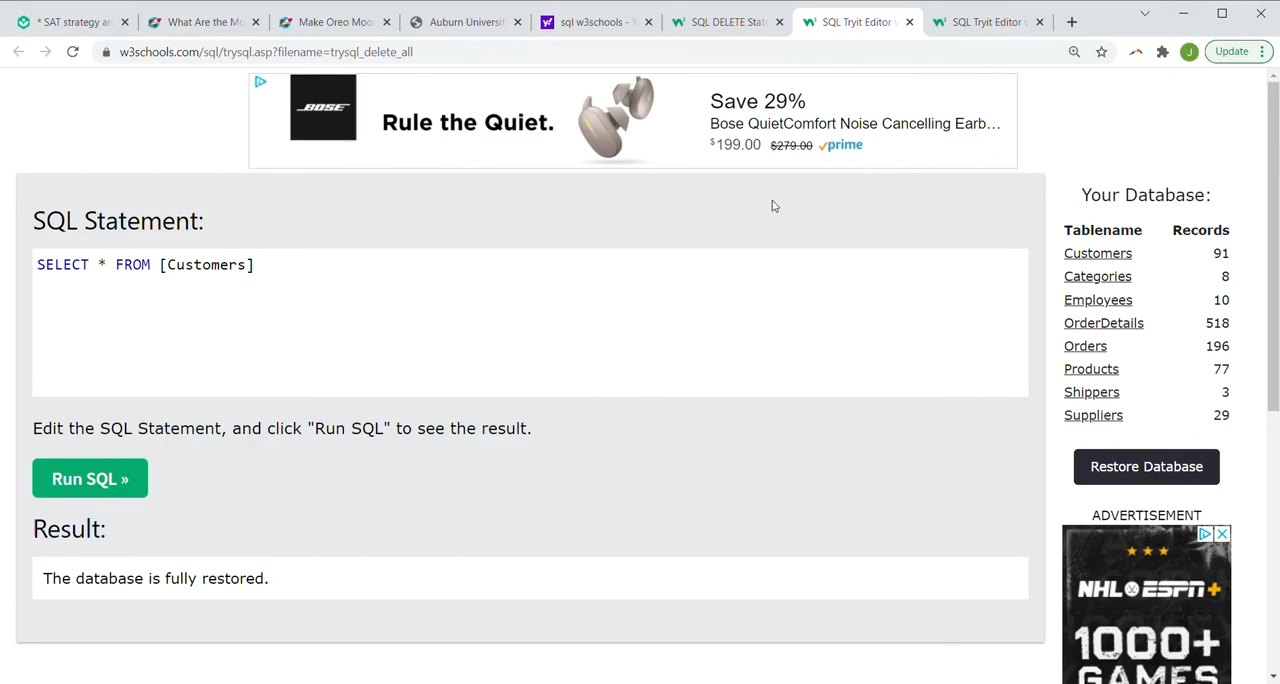 * SAT strategy an
What Are the Mo
Make Oreo Moo
Auburn Universit
sql w3schools - Y
SQL DELETE State
SQL Tryit Editor v
SQL Tryit Editor v
w3schools.com/sql/trysql.asp?filename=trysql_delete_all
J
Update
BOSE
Rule the Quiet.
Save 29%
Bose QuietComfort Noise Cancelling Earb...
$199.00 $279.00 prime
SQL Statement:
SELECT * FROM [Customers]
Edit the SQL Statement, and click "Run SQL" to see the result.
Run SQL »
Result:
The database is fully restored.
Your Database:
Tablename Records
Customers 91
Categories 8
Employees 10
OrderDetails 518
Orders 196
Products 77
Shippers 3
Suppliers 29
Restore Database
ADVERTISEMENT
NHL ESPN+
1000+
GAMES